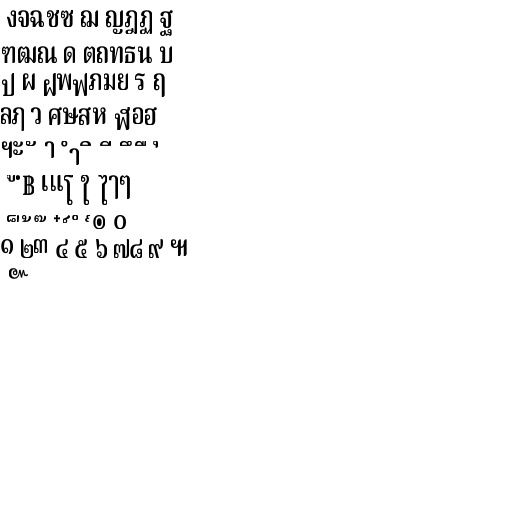 งจฉชซ ฌ ญฎฏ ฐ
ฑฒณ ด ตถทธน บ
ป ผ ฝพฟภมย ร ฤ
ลฦ ว ศษสห ฬอฮ
ฯะ ั า ำ ิ ี ึ ื ุ
ู ฺ ฿ เแโ ใ ไๅๆ
็ ่ ้ ๊ ๋ ์ ํ ๎ ๏ ๐
๑ ๒๓ ๔ ๕ ๖ ๗๘ ๙ ๚
๛